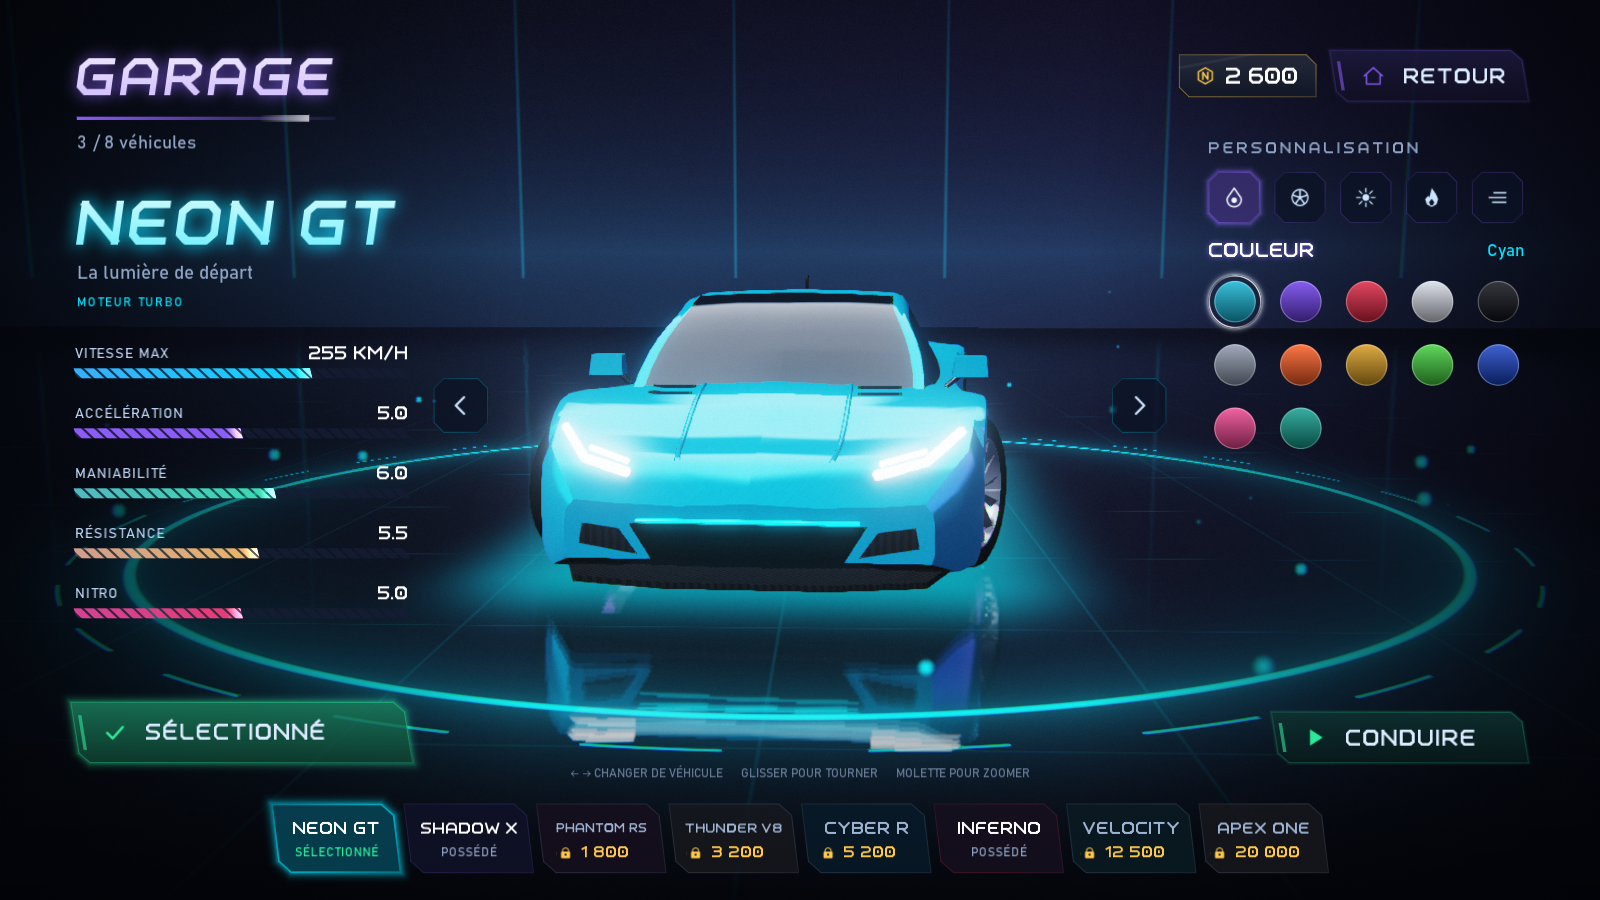 GARAGE
3 / 8 véhicules
2 600
RETOUR
NEON GT
La lumière de départ
MOTEUR TURBO
VITESSE MAX 255 KM/H
ACCÉLÉRATION 5.0
MANIABILITÉ 6.0
RÉSISTANCE 5.5
NITRO 5.0
PERSONNALISATION
COULEUR Cyan
SÉLECTIONNÉ
CONDUIRE
←→ CHANGER DE VÉHICULE GLISSER POUR TOURNER MOLETTE POUR ZOOMER
NEON GT
SÉLECTIONNÉ
SHADOW X
POSSÉDÉ
PHANTOM RS
1 800
THUNDER V8
3 200
CYBER R
5 200
INFERNO
POSSÉDÉ
VELOCITY
12 500
APEX ONE
20 000